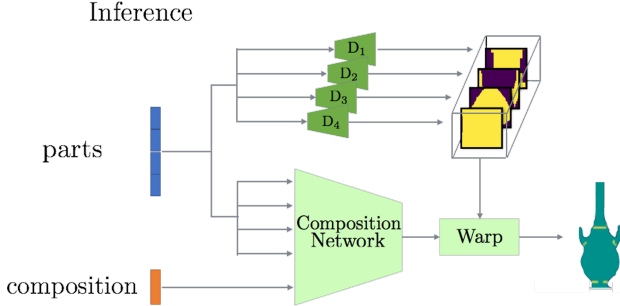 Inference
D₁
D₂
D₃
D₄
parts
Composition
Network
Warp
composition